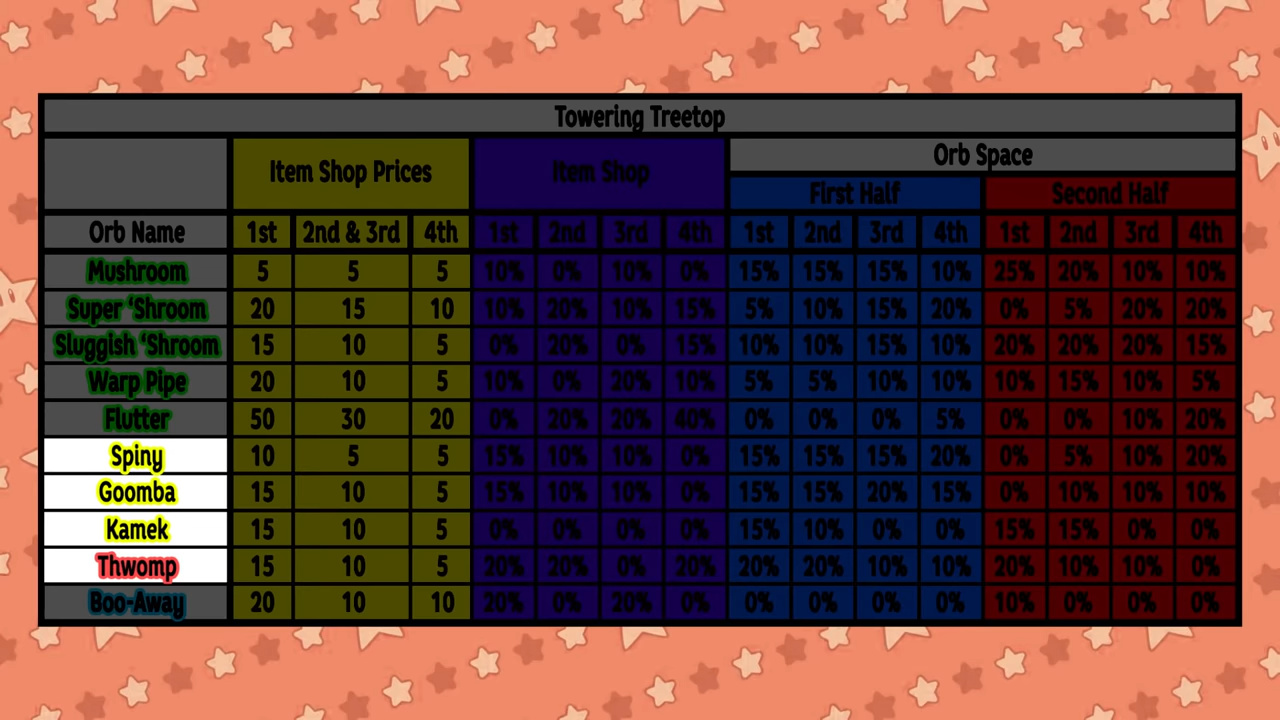 Towering Treetop
Item Shop Prices Item Shop Orb Space
First Half Second Half
Orb Name 1st 2nd & 3rd 4th 1st 2nd 3rd 4th 1st 2nd 3rd 4th 1st 2nd 3rd 4th
Mushroom 5 5 5 10% 0% 10% 0% 15% 15% 15% 10% 25% 20% 10% 10%
Super ‘Shroom 20 15 10 10% 20% 10% 15% 5% 10% 15% 20% 0% 5% 20% 20%
Sluggish ‘Shroom 15 10 5 0% 20% 0% 15% 10% 10% 15% 10% 20% 20% 20% 15%
Warp Pipe 20 10 5 10% 0% 20% 10% 5% 5% 10% 10% 10% 15% 10% 5%
Flutter 50 30 20 0% 20% 20% 40% 0% 0% 0% 5% 0% 0% 10% 20%
Spiny 10 5 5 15% 10% 10% 0% 15% 15% 15% 20% 0% 5% 10% 20%
Goomba 15 10 5 15% 10% 10% 0% 15% 15% 20% 15% 0% 10% 10% 10%
Kamek 15 10 5 0% 0% 0% 0% 15% 10% 0% 0% 15% 15% 0% 0%
Thwomp 15 10 5 20% 20% 0% 20% 20% 20% 10% 10% 20% 10% 10% 0%
Boo-Away 20 10 10 20% 0% 20% 0% 0% 0% 0% 0% 10% 0% 0% 0%